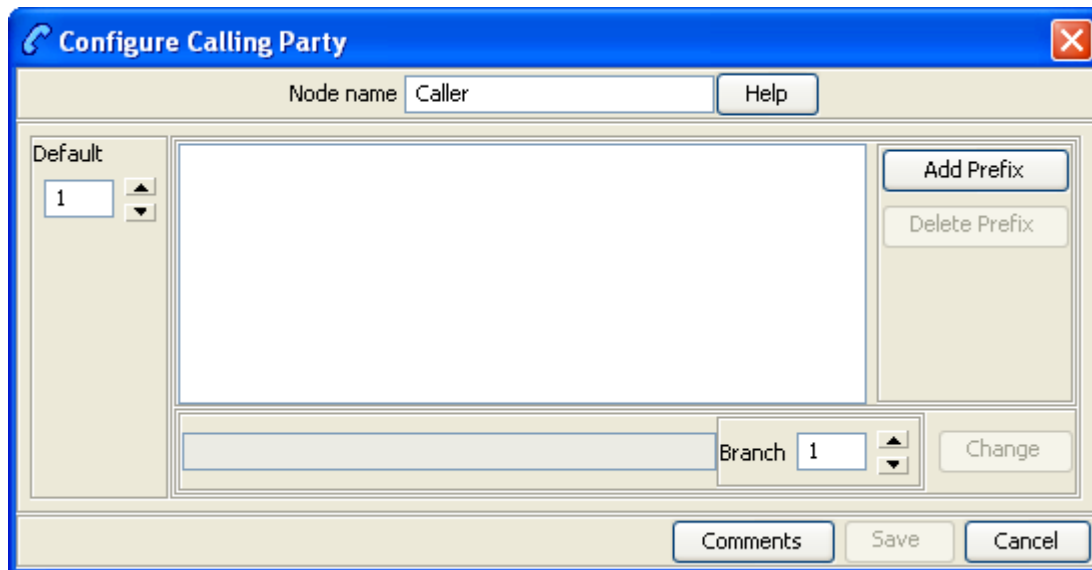 Configure Calling Party
Node name Caller Help
Default
1
Add Prefix
Delete Prefix
Branch 1 Change
Comments Save Cancel